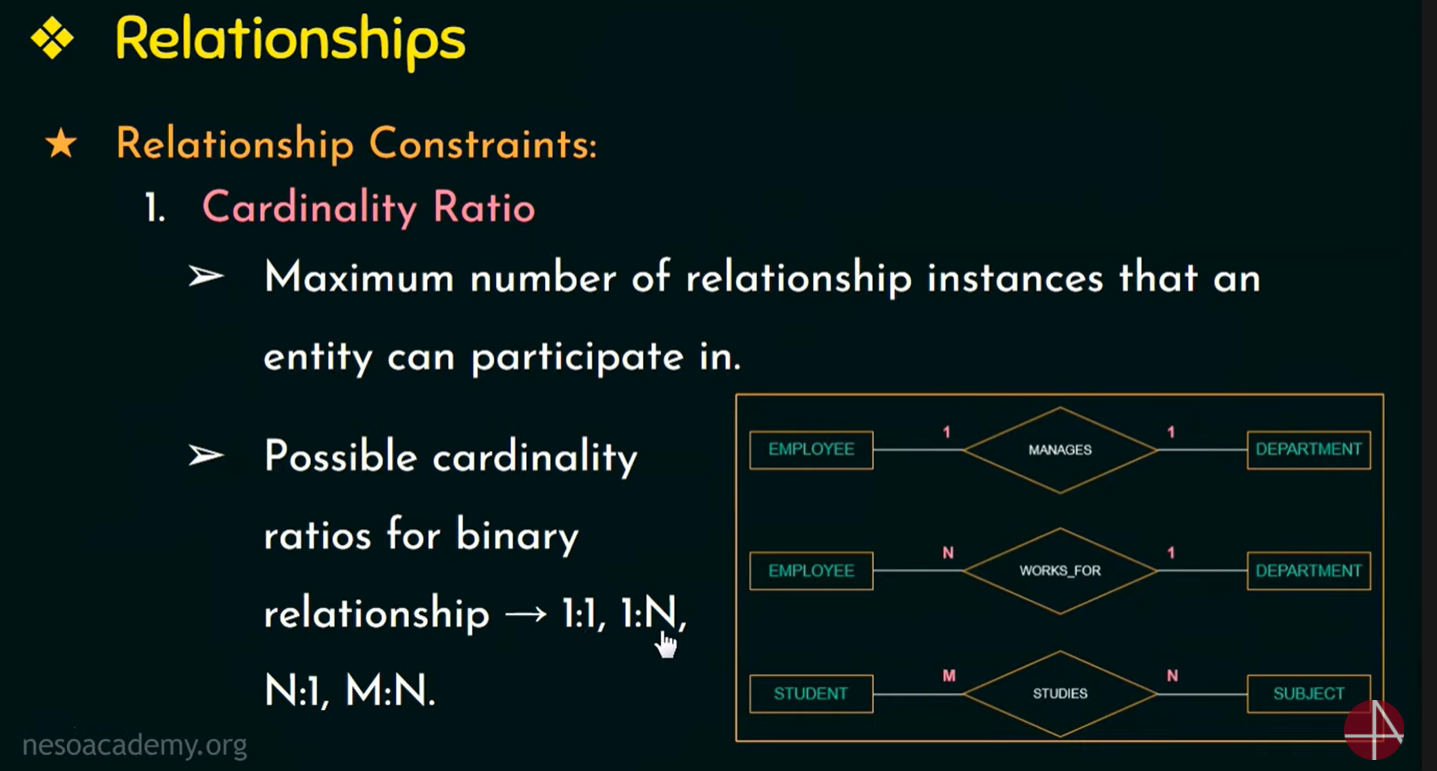 ❖ Relationships
★ Relationship Constraints:
1. Cardinality Ratio
➢ Maximum number of relationship instances that an
entity can participate in.
➢ Possible cardinality
ratios for binary
relationship → 1:1, 1:N,
N:1, M:N.
EMPLOYEE 1 MANAGES 1 DEPARTMENT
EMPLOYEE N WORKS_FOR 1 DEPARTMENT
STUDENT M STUDIES N SUBJECT
nesoacademy.org